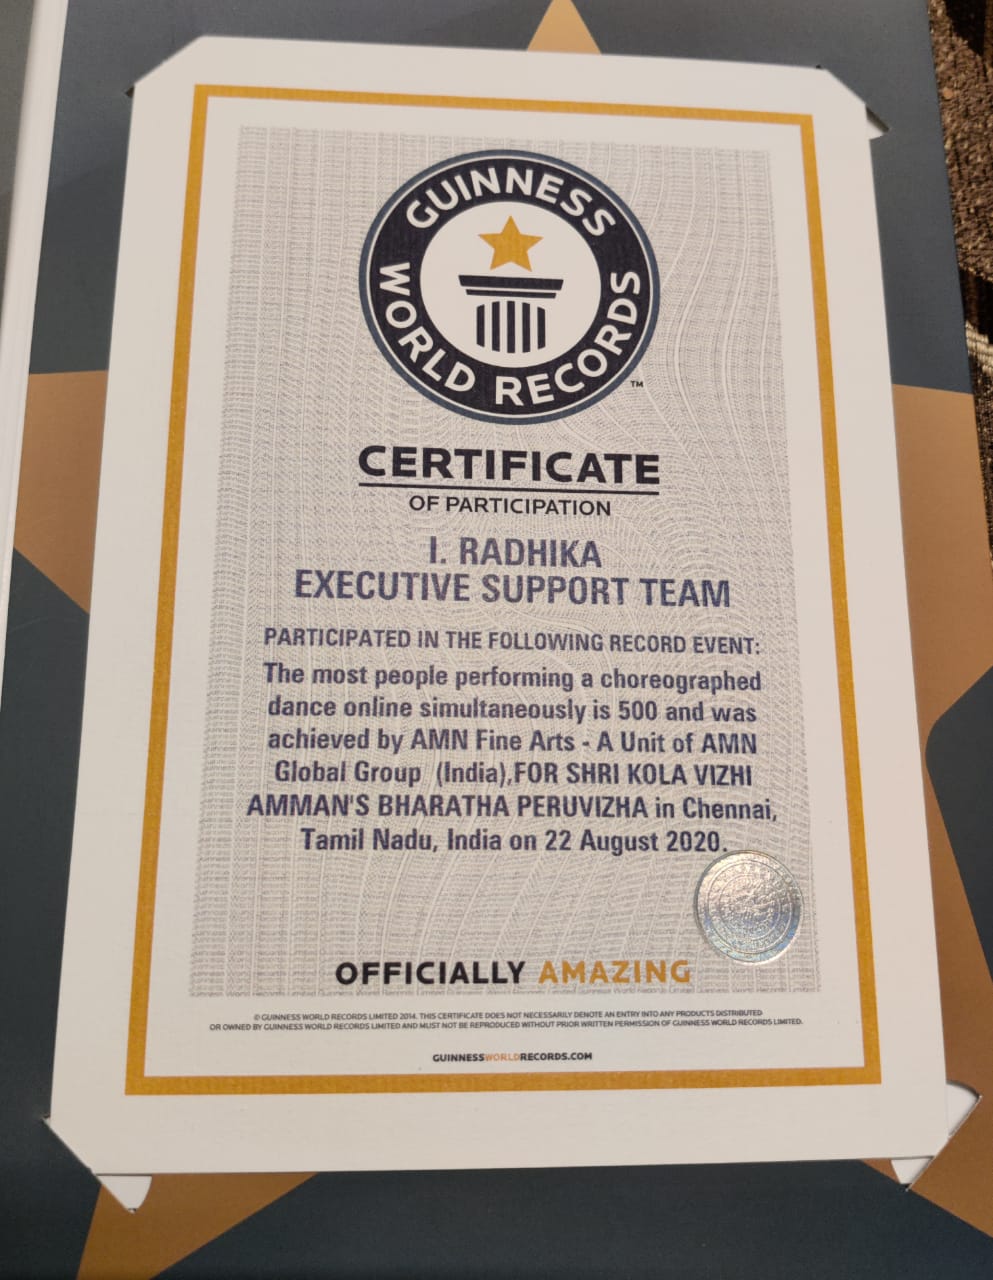 GUINNESS
WORLD RECORDS
TM
CERTIFICATE
OF PARTICIPATION
I. RADHIKA
EXECUTIVE SUPPORT TEAM
PARTICIPATED IN THE FOLLOWING RECORD EVENT:
The most people performing a choreographed
dance online simultaneously is 500 and was
achieved by AMN Fine Arts - A Unit of AMN
Global Group (India),FOR SHRI KOLA VIZHI
AMMAN'S BHARATHA PERUVIZHA in Chennai,
Tamil Nadu, India on 22 August 2020.
OFFICIALLY AMAZING
© GUINNESS WORLD RECORDS LIMITED 2014. THIS CERTIFICATE DOES NOT NECESSARILY DENOTE AN ENTRY INTO ANY PRODUCTS DISTRIBUTED
OR OWNED BY GUINNESS WORLD RECORDS LIMITED AND MUST NOT BE REPRODUCED WITHOUT PRIOR WRITTEN PERMISSION OF GUINNESS WORLD RECORDS LIMITED.
GUINNESSWORLDRECORDS.COM